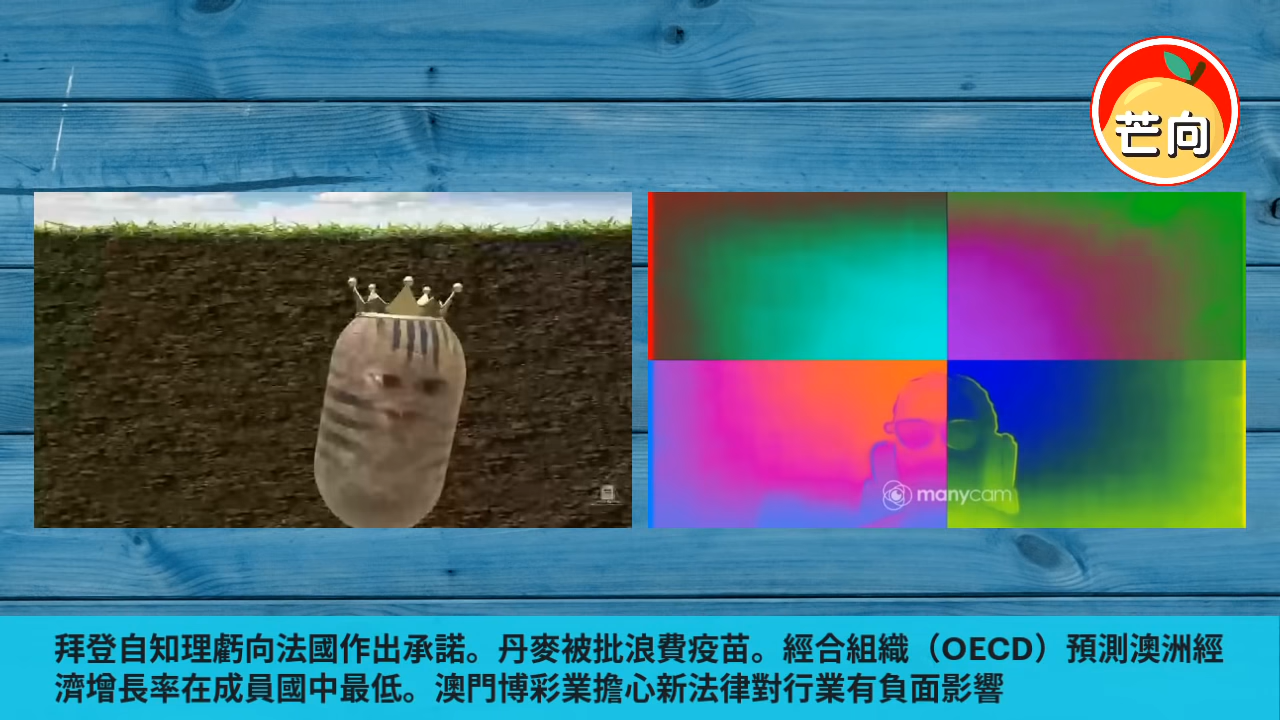 芒向
manycam
拜登自知理虧向法國作出承諾。丹麥被批浪費疫苗。經合組織（OECD）預測澳洲經
濟增長率在成員國中最低。澳門博彩業擔心新法律對行業有負面影響